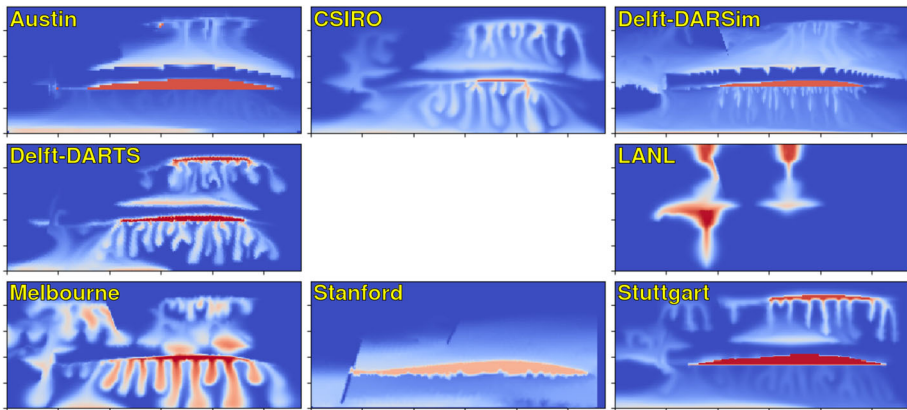 Austin
CSIRO
Delft-DARSim
Delft-DARTS
LANL
Melbourne
Stanford
Stuttgart